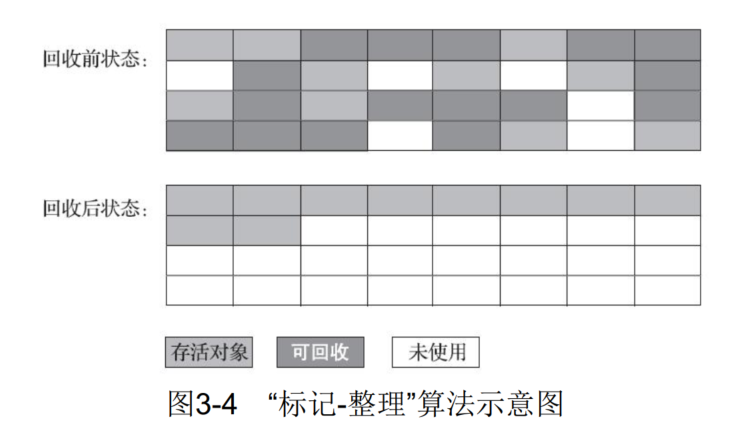 回收前状态：
回收后状态：
存活对象
可回收
未使用
图3-4 “标记-整理”算法示意图